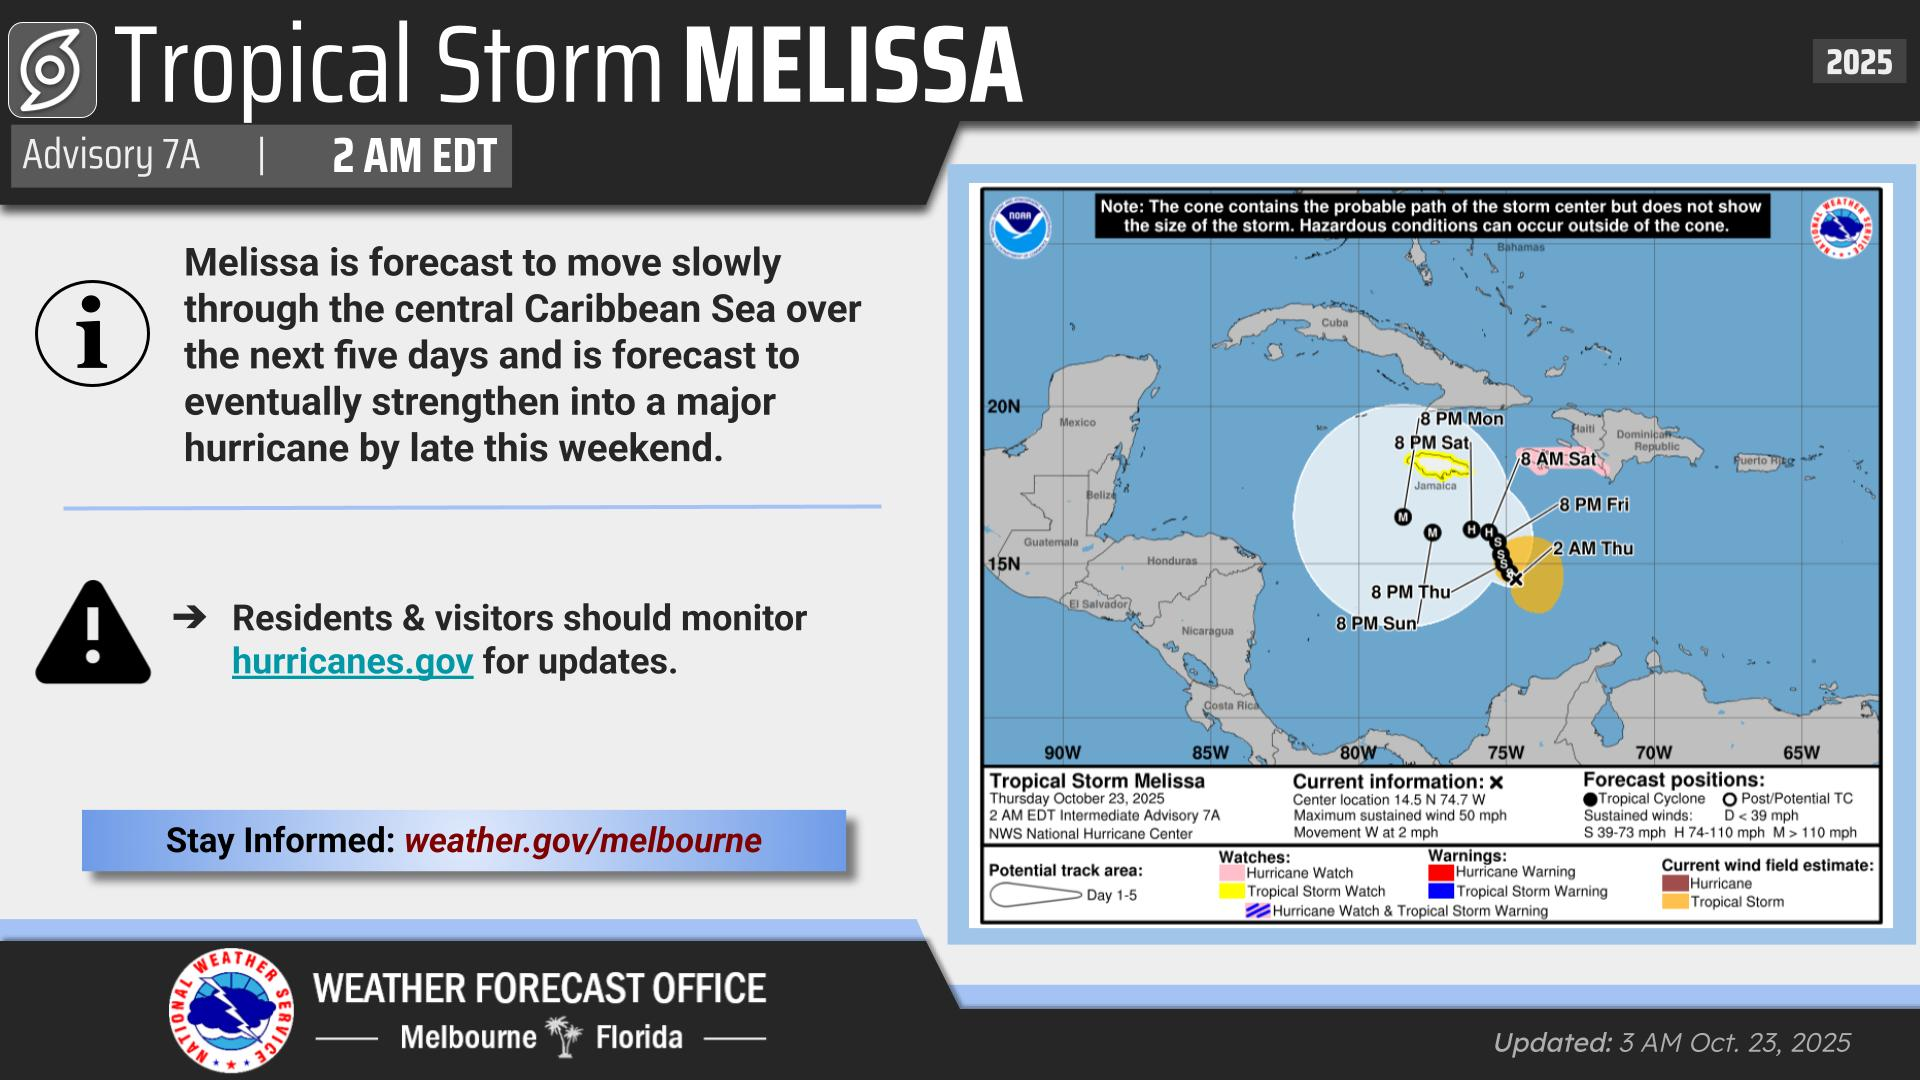 Tropical Storm MELISSA
2025
Advisory 7A | 2 AM EDT
Melissa is forecast to move slowly
through the central Caribbean Sea over
the next five days and is forecast to
eventually strengthen into a major
hurricane by late this weekend.
➔ Residents & visitors should monitor
hurricanes.gov for updates.
Stay Informed: weather.gov/melbourne
NATIONAL WEATHER SERVICE
WEATHER FORECAST OFFICE
Melbourne Florida
NOAA
Note: The cone contains the probable path of the storm center but does not show
the size of the storm. Hazardous conditions can occur outside of the cone.
NATIONAL WEATHER SERVICE
Bahamas
Cuba
20N
Mexico
8 PM Mon
Haiti
Dominican
Republic
8 PM Sat
8 AM Sat
Puerto Rico
Jamaica
Belize
8 PM Fri
M
M
H
H
S
Guatemala
2 AM Thu
Honduras
S
15N
S
S
8 PM Thu
El Salvador
8 PM Sun
Nicaragua
Costa Rica
90W 85W 80W 75W 70W 65W
Tropical Storm Melissa
Thursday October 23, 2025
2 AM EDT Intermediate Advisory 7A
NWS National Hurricane Center
Current information: ×
Center location 14.5 N 74.7 W
Maximum sustained wind 50 mph
Movement W at 2 mph
Forecast positions:
Tropical Cyclone Post/Potential TC
Sustained winds: D < 39 mph
S 39-73 mph H 74-110 mph M > 110 mph
Potential track area:
Day 1-5
Watches:
Hurricane Watch
Tropical Storm Watch
Warnings:
Hurricane Warning
Tropical Storm Warning
Hurricane Watch & Tropical Storm Warning
Current wind field estimate:
Hurricane
Tropical Storm
Updated: 3 AM Oct. 23, 2025